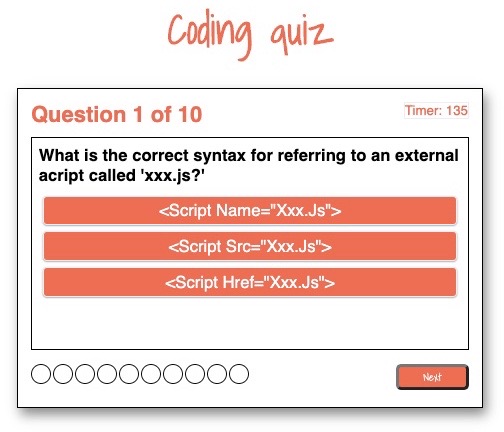 Coding quiz
Question 1 of 10
Timer: 135
What is the correct syntax for referring to an external
acript called 'xxx.js?'
<Script Name="Xxx.Js">
<Script Src="Xxx.Js">
<Script Href="Xxx.Js">
Next